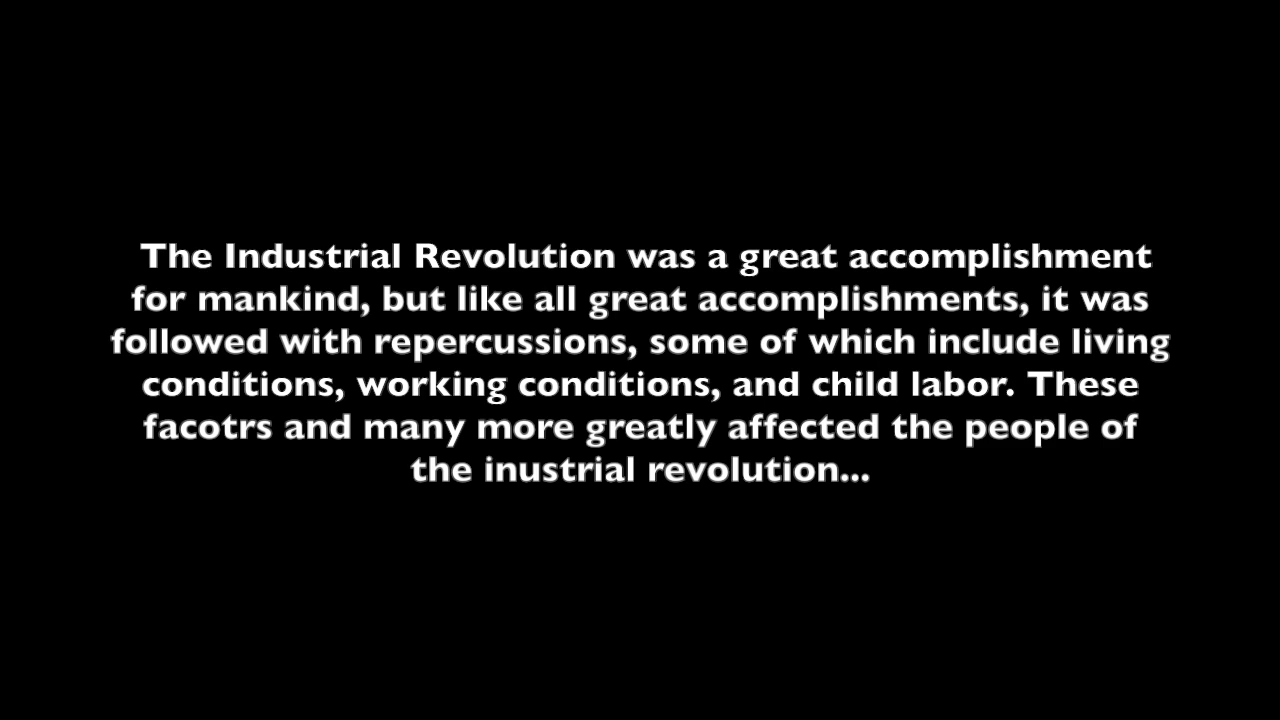 The Industrial Revolution was a great accomplishment
for mankind, but like all great accomplishments, it was
followed with repercussions, some of which include living
conditions, working conditions, and child labor. These
facotrs and many more greatly affected the people of
the inustrial revolution...